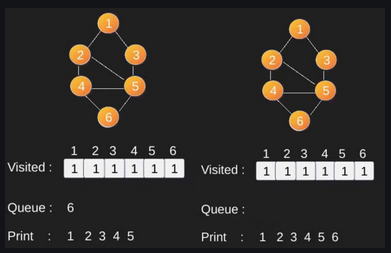 1
2 3
4 5
6
1 2 3 4 5 6
Visited : 1 1 1 1 1 1
Queue : 6
Print : 1 2 3 4 5
1
2 3
4 5
6
1 2 3 4 5 6
Visited : 1 1 1 1 1 1
Queue :
Print : 1 2 3 4 5 6